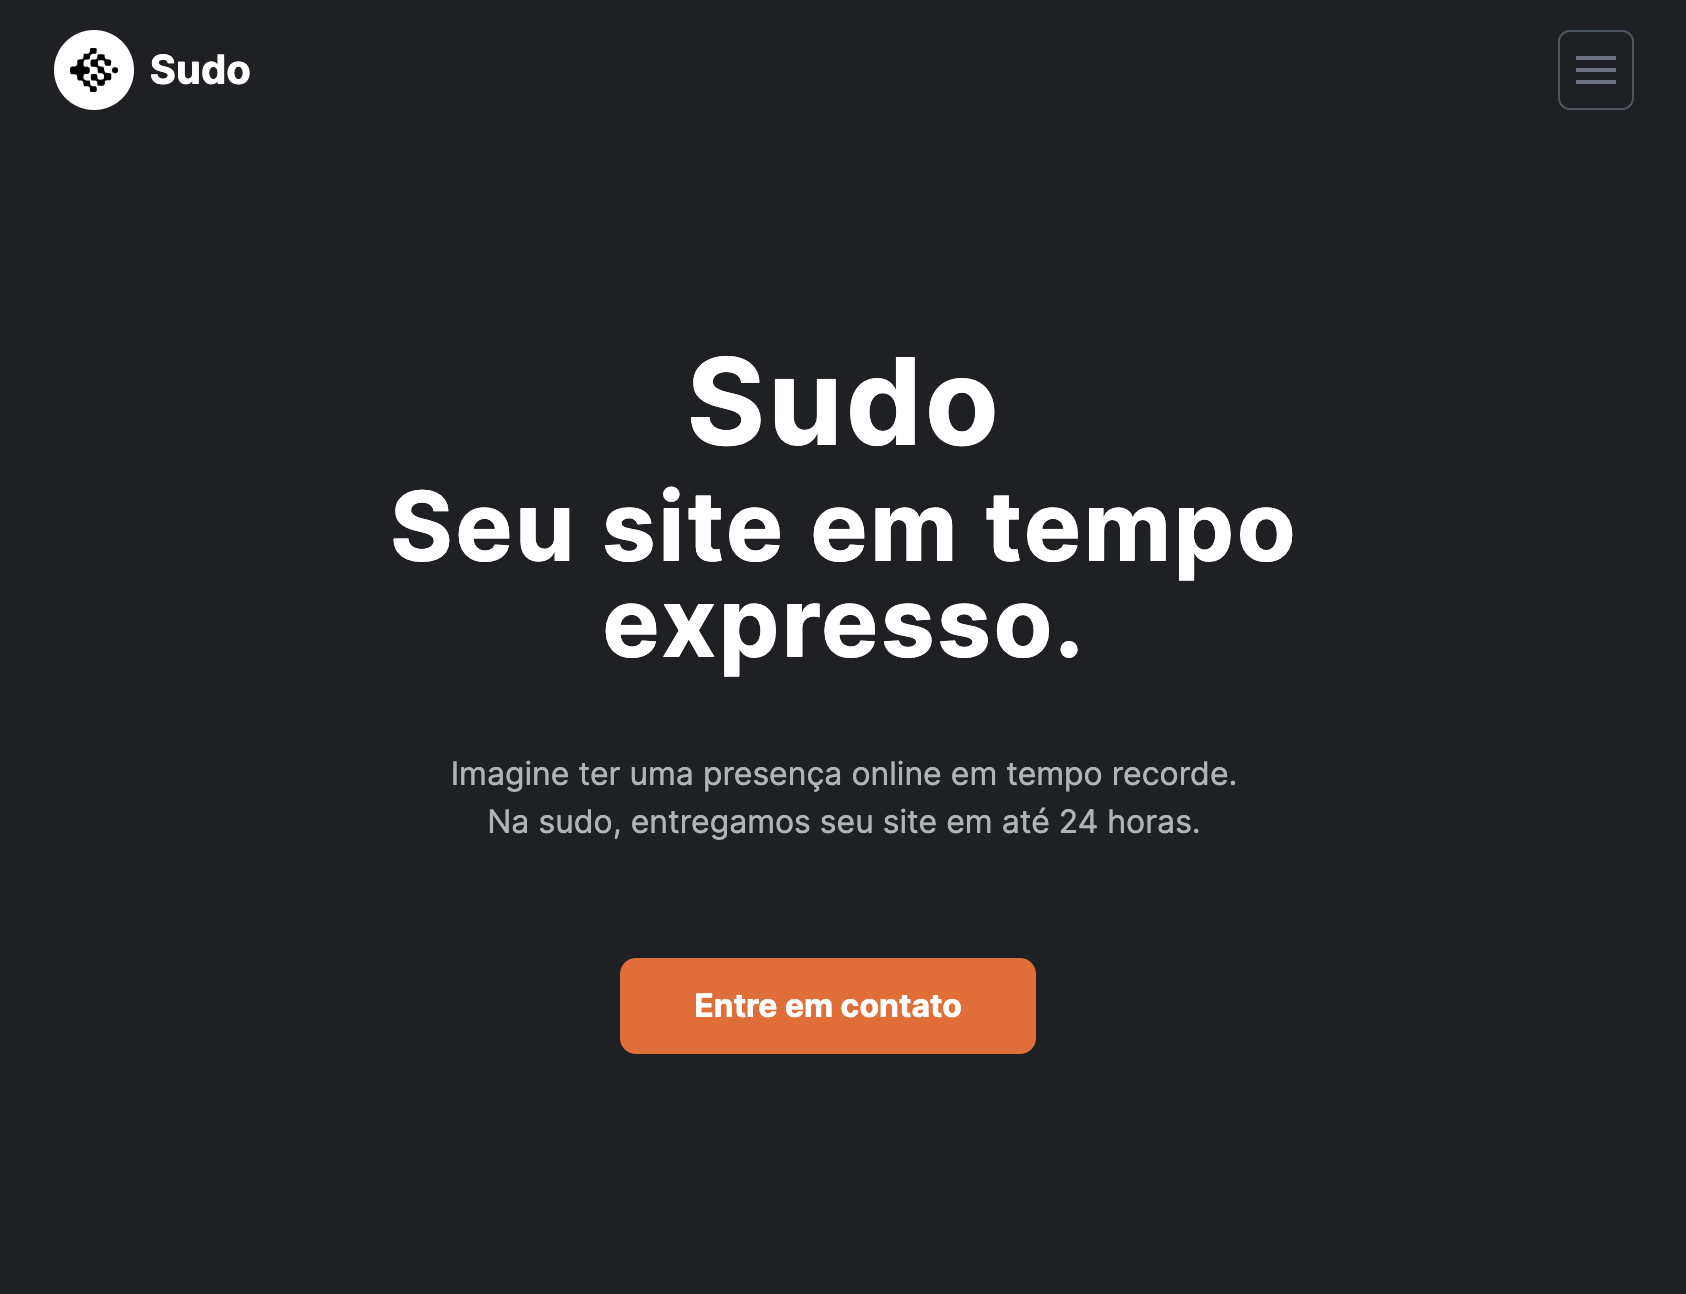 Sudo
Sudo
Seu site em tempo
expresso.
Imagine ter uma presença online em tempo recorde.
Na sudo, entregamos seu site em até 24 horas.
Entre em contato